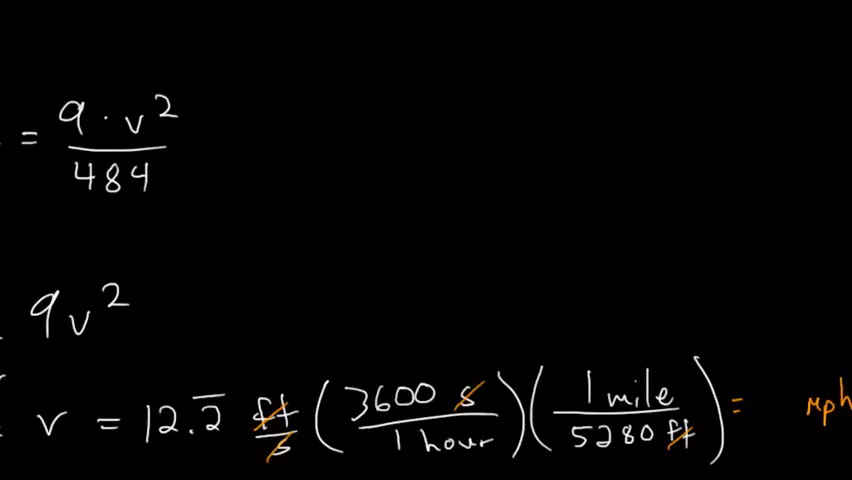 = 9 · v²
484
9v²
v = 12.2̅ ft/s (3600 s / 1 hour)(1 mile / 5280 ft) = mph